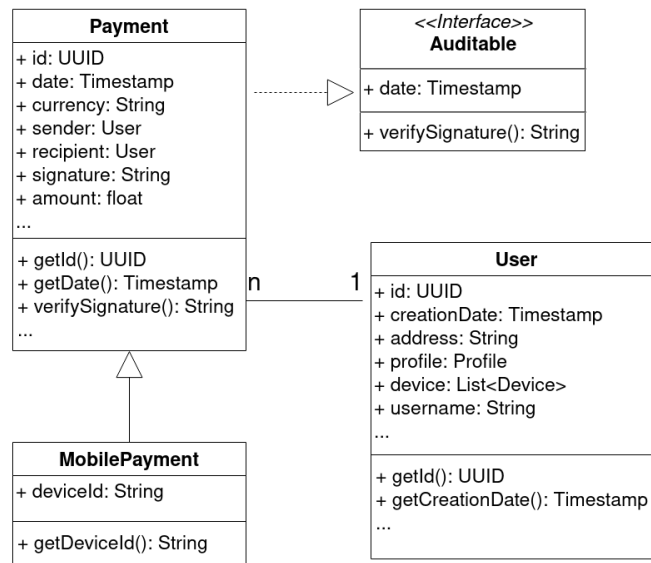 Payment
+ id: UUID
+ date: Timestamp
+ currency: String
+ sender: User
+ recipient: User
+ signature: String
+ amount: float
...
+ getId(): UUID
+ getDate(): Timestamp
+ verifySignature(): String
...
<<Interface>>
Auditable
+ date: Timestamp
+ verifySignature(): String
n
1
User
+ id: UUID
+ creationDate: Timestamp
+ address: String
+ profile: Profile
+ device: List<Device>
+ username: String
...
+ getId(): UUID
+ getCreationDate(): Timestamp
...
MobilePayment
+ deviceId: String
+ getDeviceId(): String